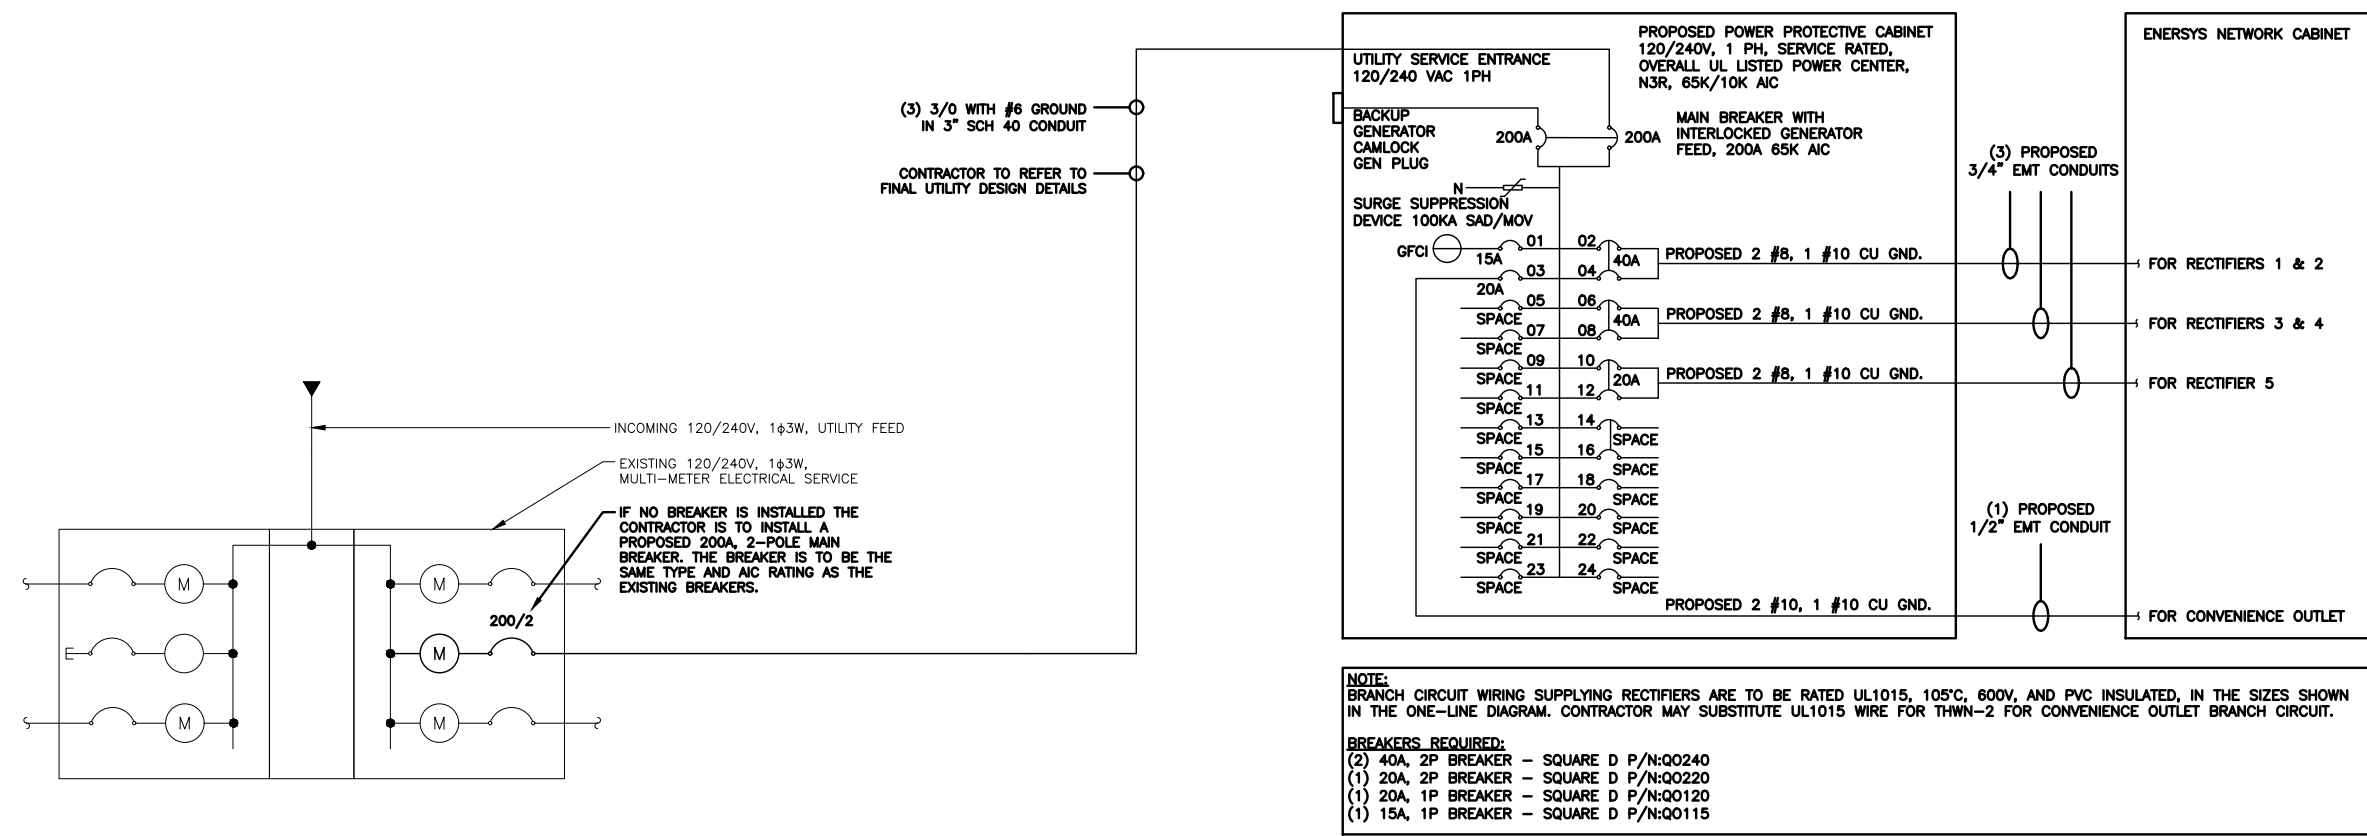 PROPOSED POWER PROTECTIVE CABINET
120/240V, 1 PH, SERVICE RATED,
OVERALL UL LISTED POWER CENTER,
N3R, 65K/10K AIC
ENERSYS NETWORK CABINET
UTILITY SERVICE ENTRANCE
120/240 VAC 1PH
(3) 3/0 WITH #6 GROUND
IN 3" SCH 40 CONDUIT
CONTRACTOR TO REFER TO
FINAL UTILITY DESIGN DETAILS
BACKUP
GENERATOR
CAMLOCK
GEN PLUG
200A
200A
MAIN BREAKER WITH
INTERLOCKED GENERATOR
FEED, 200A 65K AIC
(3) PROPOSED
3/4" EMT CONDUITS
N
SURGE SUPPRESSION
DEVICE 100KA SAD/MOV
GFCI
01 02
15A
40A
PROPOSED 2 #8, 1 #10 CU GND.
FOR RECTIFIERS 1 & 2
03 04
20A
05 06
SPACE
40A
PROPOSED 2 #8, 1 #10 CU GND.
FOR RECTIFIERS 3 & 4
07 08
SPACE
09 10
SPACE
20A
PROPOSED 2 #8, 1 #10 CU GND.
FOR RECTIFIER 5
11 12
SPACE
13 14
SPACE SPACE
15 16
SPACE SPACE
17 18
SPACE SPACE
19 20
SPACE SPACE
21 22
SPACE SPACE
23 24
SPACE SPACE
(1) PROPOSED
1/2" EMT CONDUIT
PROPOSED 2 #10, 1 #10 CU GND.
FOR CONVENIENCE OUTLET
INCOMING 120/240V, 1ϕ3W, UTILITY FEED
EXISTING 120/240V, 1ϕ3W,
MULTI-METER ELECTRICAL SERVICE
IF NO BREAKER IS INSTALLED THE
CONTRACTOR IS TO INSTALL A
PROPOSED 200A, 2-POLE MAIN
BREAKER. THE BREAKER IS TO BE THE
SAME TYPE AND AIC RATING AS THE
EXISTING BREAKERS.
M
M
200/2
E
M
M
M
NOTE:
BRANCH CIRCUIT WIRING SUPPLYING RECTIFIERS ARE TO BE RATED UL1015, 105°C, 600V, AND PVC INSULATED, IN THE SIZES SHOWN
IN THE ONE-LINE DIAGRAM. CONTRACTOR MAY SUBSTITUTE UL1015 WIRE FOR THWN-2 FOR CONVENIENCE OUTLET BRANCH CIRCUIT.
BREAKERS REQUIRED:
(2) 40A, 2P BREAKER - SQUARE D P/N:QO240
(1) 20A, 2P BREAKER - SQUARE D P/N:QO220
(1) 20A, 1P BREAKER - SQUARE D P/N:QO120
(1) 15A, 1P BREAKER - SQUARE D P/N:QO115